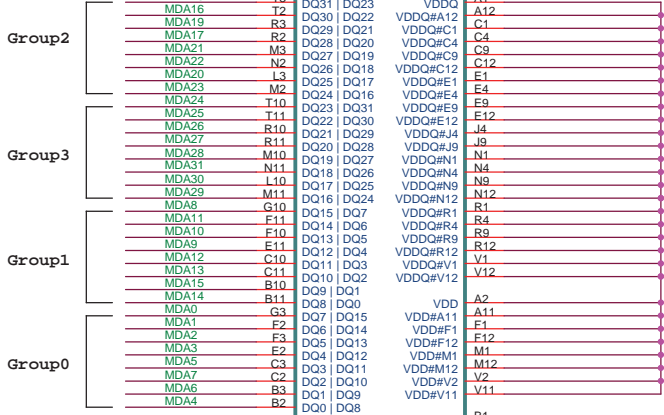 DQ31 | DQ23 VDDQ
MDA16 T2 DQ30 | DQ22 VDDQ#A12 A12
MDA19 R3 DQ29 | DQ21 VDDQ#C1 C1
Group2 MDA17 R2 DQ28 | DQ20 VDDQ#C4 C4
MDA21 M3 DQ27 | DQ19 VDDQ#C9 C9
MDA22 N2 DQ26 | DQ18 VDDQ#C12 C12
MDA20 L3 DQ25 | DQ17 VDDQ#E1 E1
MDA23 M2 DQ24 | DQ16 VDDQ#E4 E4
MDA24 T10 DQ23 | DQ31 VDDQ#E9 E9
MDA25 T11 DQ22 | DQ30 VDDQ#E12 E12
MDA26 R10 DQ21 | DQ29 VDDQ#J4 J4
MDA27 R11 DQ20 | DQ28 VDDQ#J9 J9
Group3 MDA28 M10 DQ19 | DQ27 VDDQ#N1 N1
MDA31 N11 DQ18 | DQ26 VDDQ#N4 N4
MDA30 L10 DQ17 | DQ25 VDDQ#N9 N9
MDA29 M11 DQ16 | DQ24 VDDQ#N12 N12
MDA8 G10 DQ15 | DQ7 VDDQ#R1 R1
MDA11 F11 DQ14 | DQ6 VDDQ#R4 R4
MDA10 F10 DQ13 | DQ5 VDDQ#R9 R9
MDA9 E11 DQ12 | DQ4 VDDQ#R12 R12
Group1 MDA12 C10 DQ11 | DQ3 VDDQ#V1 V1
MDA13 C11 DQ10 | DQ2 VDDQ#V12 V12
MDA15 B10 DQ9 | DQ1
MDA14 B11 DQ8 | DQ0 VDD A2
MDA0 G3 DQ7 | DQ15 VDD#A11 A11
MDA1 F2 DQ6 | DQ14 VDD#F1 F1
MDA2 F3 DQ5 | DQ13 VDD#F12 F12
MDA3 E2 DQ4 | DQ12 VDD#M1 M1
Group0 MDA5 C3 DQ3 | DQ11 VDD#M12 M12
MDA7 C2 DQ2 | DQ10 VDD#V2 V2
MDA6 B3 DQ1 | DQ9 VDD#V11 V11
MDA4 B2 DQ0 | DQ8